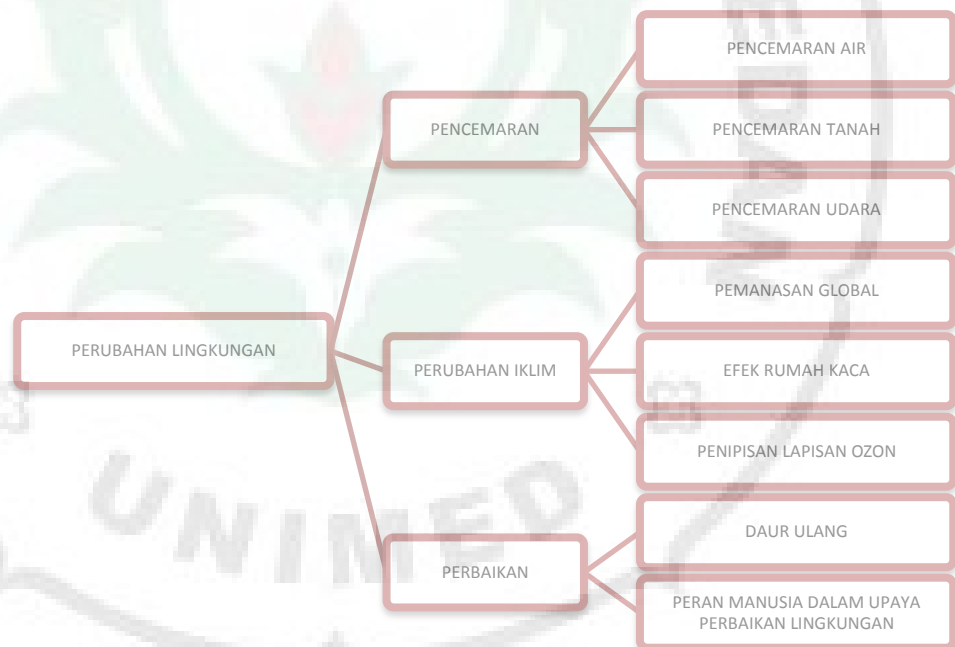 PERUBAHAN LINGKUNGAN
PENCEMARAN
PENCEMARAN AIR
PENCEMARAN TANAH
PENCEMARAN UDARA
PERUBAHAN IKLIM
PEMANASAN GLOBAL
EFEK RUMAH KACA
PENIPISAN LAPISAN OZON
PERBAIKAN
DAUR ULANG
PERAN MANUSIA DALAM UPAYA
PERBAIKAN LINGKUNGAN
UNIMED
EDAN